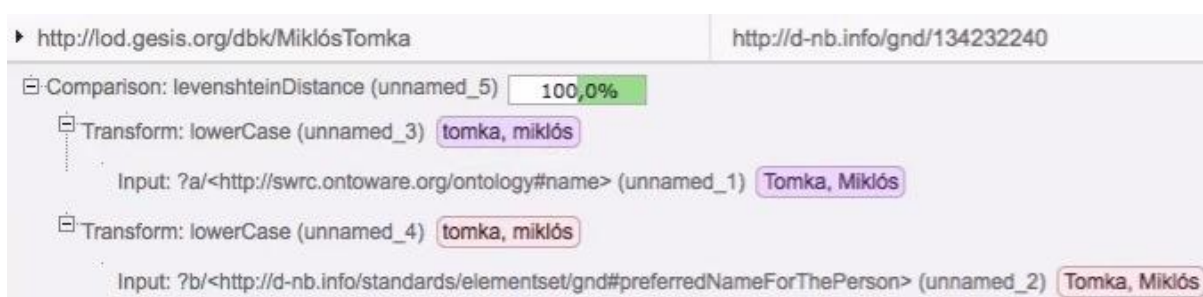 http://lod.gesis.org/dbk/MiklósTomka http://d-nb.info/gnd/134232240
Comparison: levenshteinDistance (unnamed_5) 100,0%
Transform: lowerCase (unnamed_3) tomka, miklós
Input: ?a/<http://swrc.ontoware.org/ontology#name> (unnamed_1) Tomka, Miklós
Transform: lowerCase (unnamed_4) tomka, miklós
Input: ?b/<http://d-nb.info/standards/elementset/gnd#preferredNameForThePerson> (unnamed_2) Tomka, Miklós